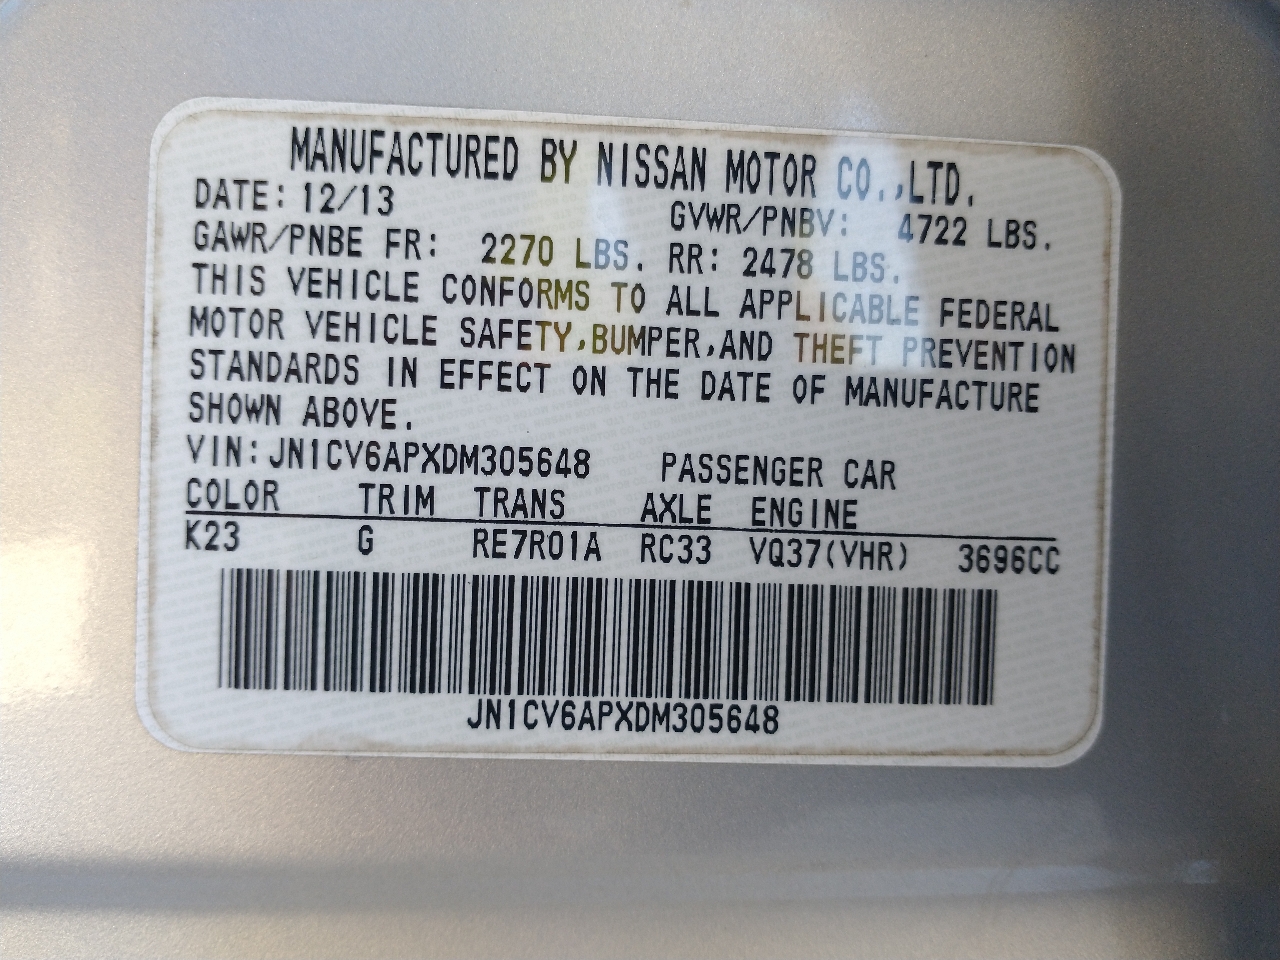 MANUFACTURED BY NISSAN MOTOR CO.,LTD.
DATE: 12/13 GVWR/PNBV: 4722 LBS.
GAWR/PNBE FR: 2270 LBS. RR: 2478 LBS.
THIS VEHICLE CONFORMS TO ALL APPLICABLE FEDERAL
MOTOR VEHICLE SAFETY,BUMPER,AND THEFT PREVENTION
STANDARDS IN EFFECT ON THE DATE OF MANUFACTURE
SHOWN ABOVE.
VIN: JN1CV6APXDM305648 PASSENGER CAR
COLOR TRIM TRANS AXLE ENGINE
K23 G RE7R01A RC33 VQ37(VHR) 3696CC
JN1CV6APXDM305648